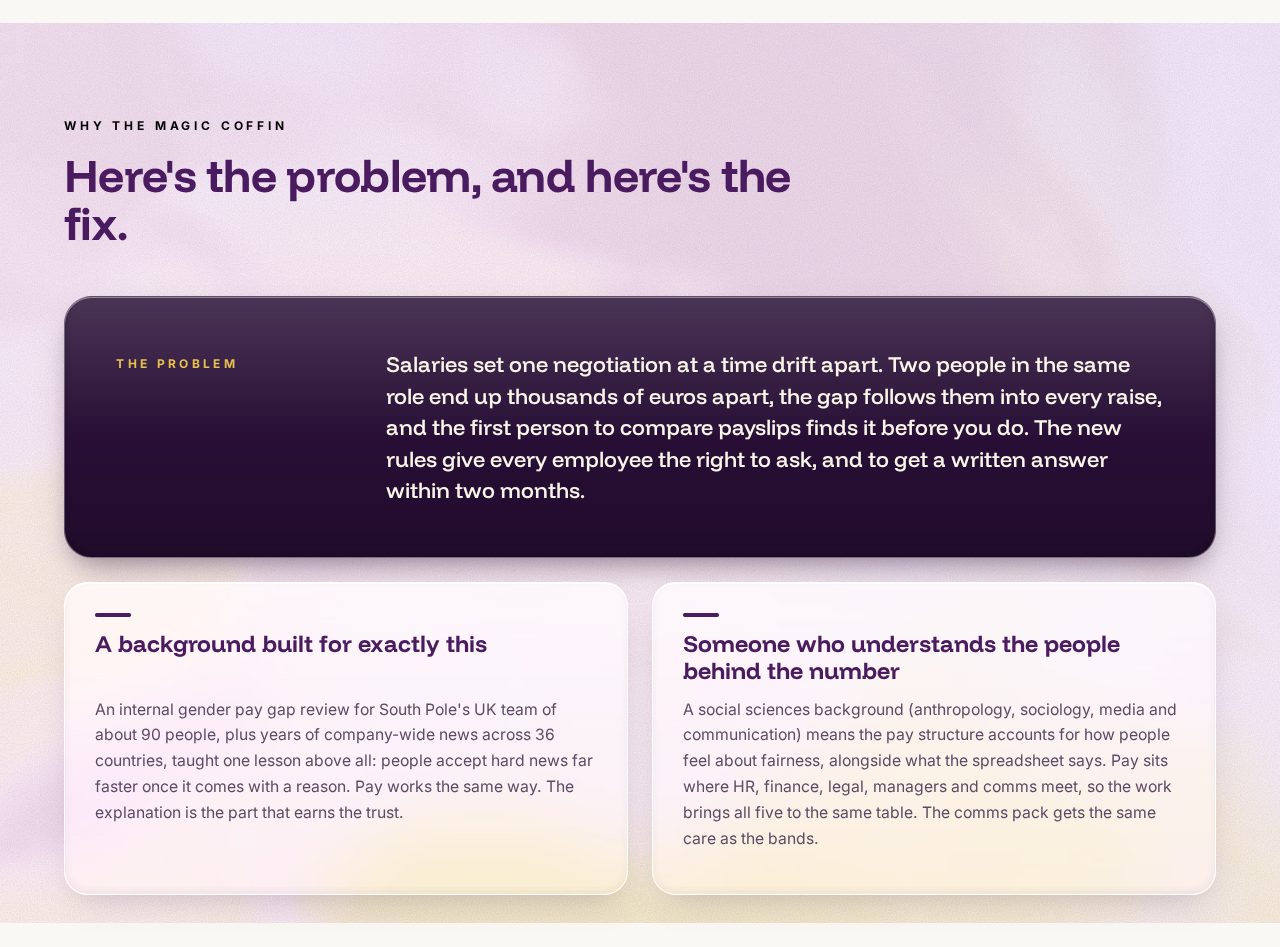 WHY THE MAGIC COFFIN
Here's the problem, and here's the
fix.
THE PROBLEM
Salaries set one negotiation at a time drift apart. Two people in the same
role end up thousands of euros apart, the gap follows them into every raise,
and the first person to compare payslips finds it before you do. The new
rules give every employee the right to ask, and to get a written answer
within two months.
A background built for exactly this
An internal gender pay gap review for South Pole's UK team of
about 90 people, plus years of company-wide news across 36
countries, taught one lesson above all: people accept hard news far
faster once it comes with a reason. Pay works the same way. The
explanation is the part that earns the trust.
Someone who understands the people
behind the number
A social sciences background (anthropology, sociology, media and
communication) means the pay structure accounts for how people
feel about fairness, alongside what the spreadsheet says. Pay sits
where HR, finance, legal, managers and comms meet, so the work
brings all five to the same table. The comms pack gets the same
care as the bands.